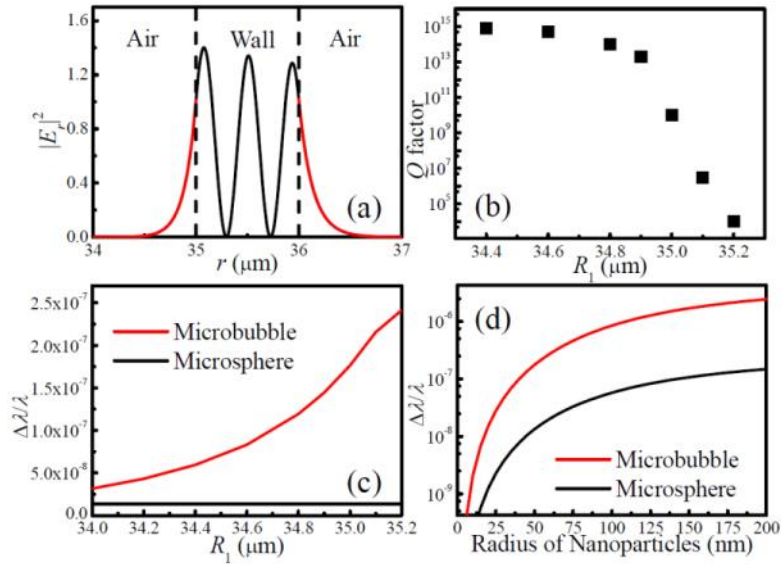 Air Wall Air
|E_r|^2
1.6
1.2
0.8
0.4
0.0
34 35 36 37
r (μm)
(a)
Q factor
10^15
10^13
10^11
10^9
10^7
10^5
34.4 34.6 34.8 35.0 35.2
R_1 (μm)
(b)
Δλ/λ
2.5x10^-7
2.0x10^-7
1.5x10^-7
1.0x10^-7
5.0x10^-8
0.0
Microbubble
Microsphere
(c)
34.0 34.2 34.4 34.6 34.8 35.0 35.2
R_1 (μm)
(d)
Δλ/λ
10^-6
10^-7
10^-8
10^-9
Microbubble
Microsphere
0 25 50 75 100 125 150 175 200
Radius of Nanoparticles (nm)